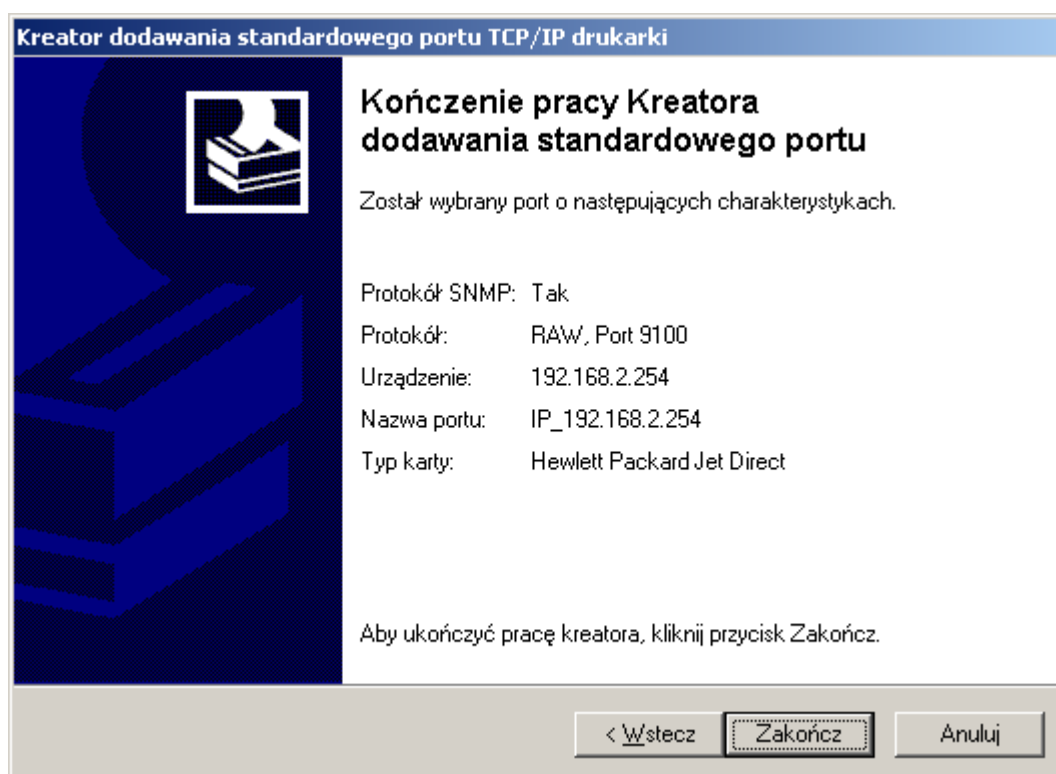 Kreator dodawania standardowego portu TCP/IP drukarki
Kończenie pracy Kreatora
dodawania standardowego portu
Został wybrany port o następujących charakterystykach.
Protokół SNMP: Tak
Protokół: RAW, Port 9100
Urządzenie: 192.168.2.254
Nazwa portu: IP_192.168.2.254
Typ karty: Hewlett Packard Jet Direct
Aby ukończyć pracę kreatora, kliknij przycisk Zakończ.
< Wstecz Zakończ Anuluj